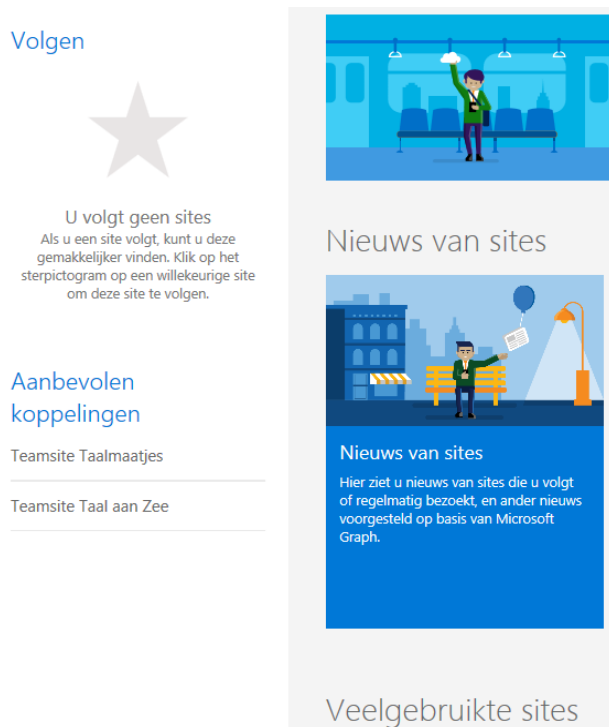 Volgen
U volgt geen sites
Als u een site volgt, kunt u deze
gemakkelijker vinden. Klik op het
sterpictogram op een willekeurige site
om deze site te volgen.
Aanbevolen
koppelingen
Teamsite Taalmaatjes
Teamsite Taal aan Zee
Nieuws van sites
Nieuws van sites
Hier ziet u nieuws van sites die u volgt
of regelmatig bezoekt, en ander nieuws
voorgesteld op basis van Microsoft
Graph.
Veelgebruikte sites